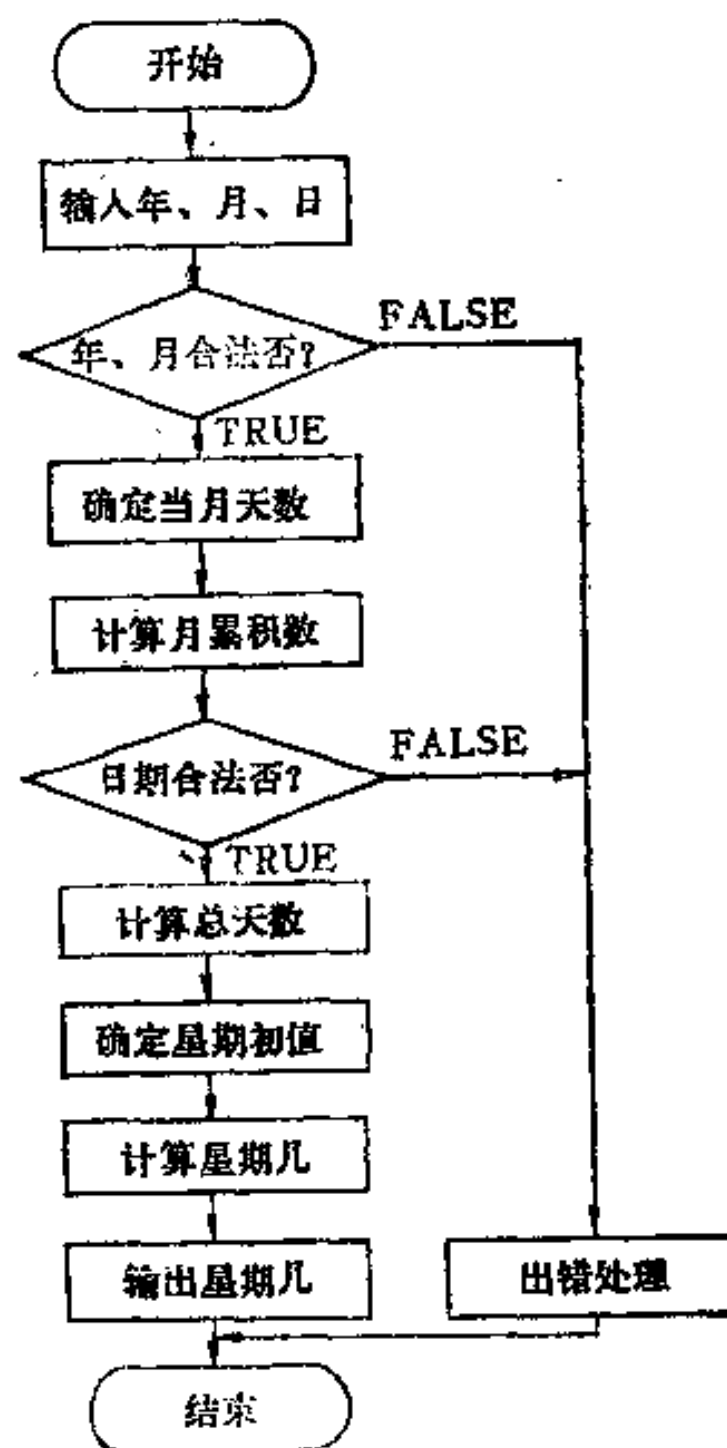 开始
输入年、月、日
年、月合法否?
FALSE
TRUE
确定当月天数
计算月累积数
日期合法否?
FALSE
TRUE
计算总天数
确定星期初值
计算星期几
输出星期几
出错处理
结束